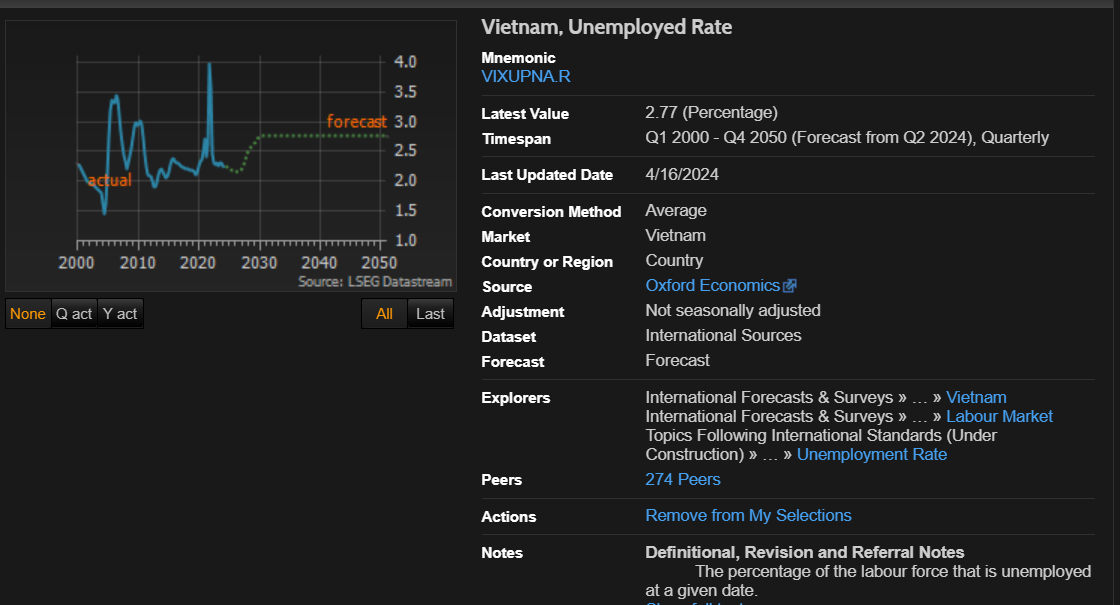 Vietnam, Unemployed Rate
Mnemonic
VIXUPNA.R
Latest Value 2.77 (Percentage)
Timespan Q1 2000 - Q4 2050 (Forecast from Q2 2024), Quarterly
Last Updated Date 4/16/2024
Conversion Method Average
Market Vietnam
Country or Region Country
Source Oxford Economics
Adjustment Not seasonally adjusted
Dataset International Sources
Forecast Forecast
Explorers International Forecasts & Surveys » … » Vietnam
International Forecasts & Surveys » … » Labour Market
Topics Following International Standards (Under
Construction) » … » Unemployment Rate
Peers 274 Peers
Actions Remove from My Selections
Notes Definitional, Revision and Referral Notes
The percentage of the labour force that is unemployed
at a given date.
4.0
3.5
forecast 3.0
2.5
actual 2.0
1.5
1.0
2000 2010 2020 2030 2040 2050
Source: LSEG Datastream
None Q act Y act All Last